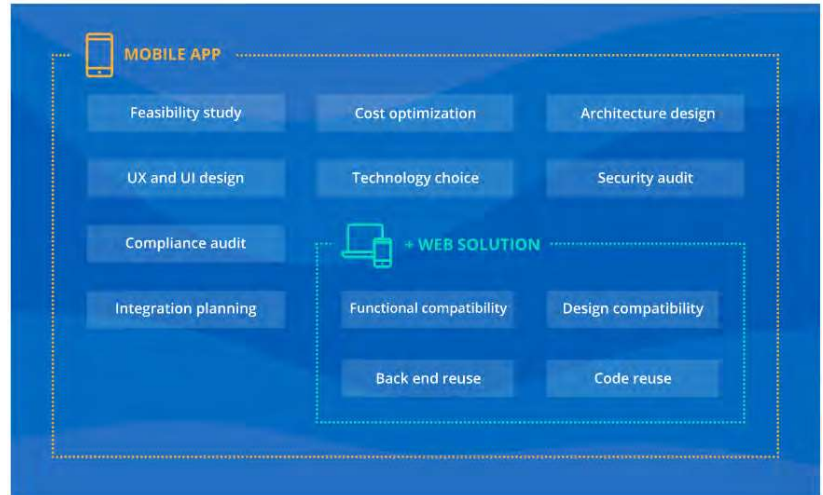 MOBILE APP
Feasibility study
Cost optimization
Architecture design
UX and UI design
Technology choice
Security audit
Compliance audit
+ WEB SOLUTION
Integration planning
Functional compatibility
Design compatibility
Back end reuse
Code reuse